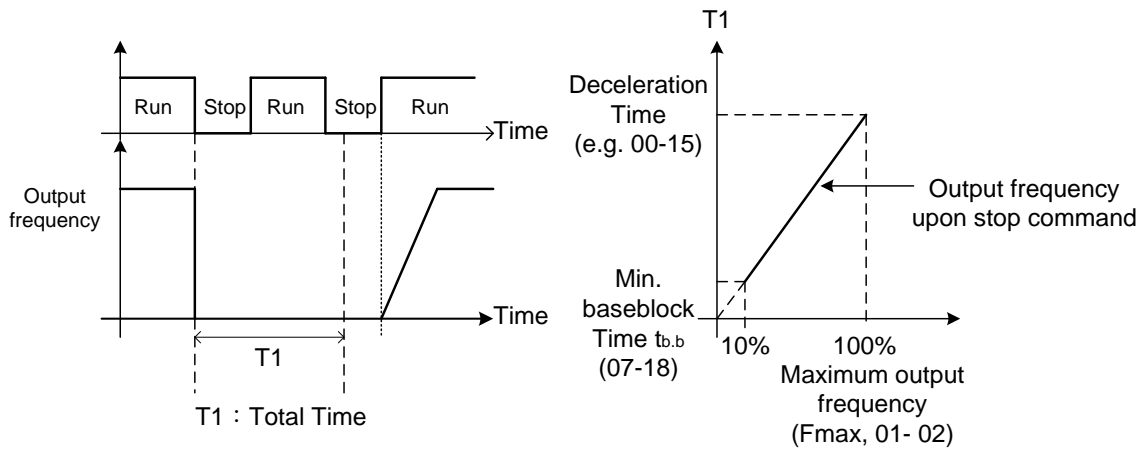 Run
Stop
Run
Stop
Run
Time
Output
frequency
Time
T1
T1：Total Time
T1
Deceleration
Time
(e.g. 00-15)
Output frequency
upon stop command
Min.
baseblock
Time tb.b
(07-18)
10%
100%
Maximum output
frequency
(Fmax, 01- 02)